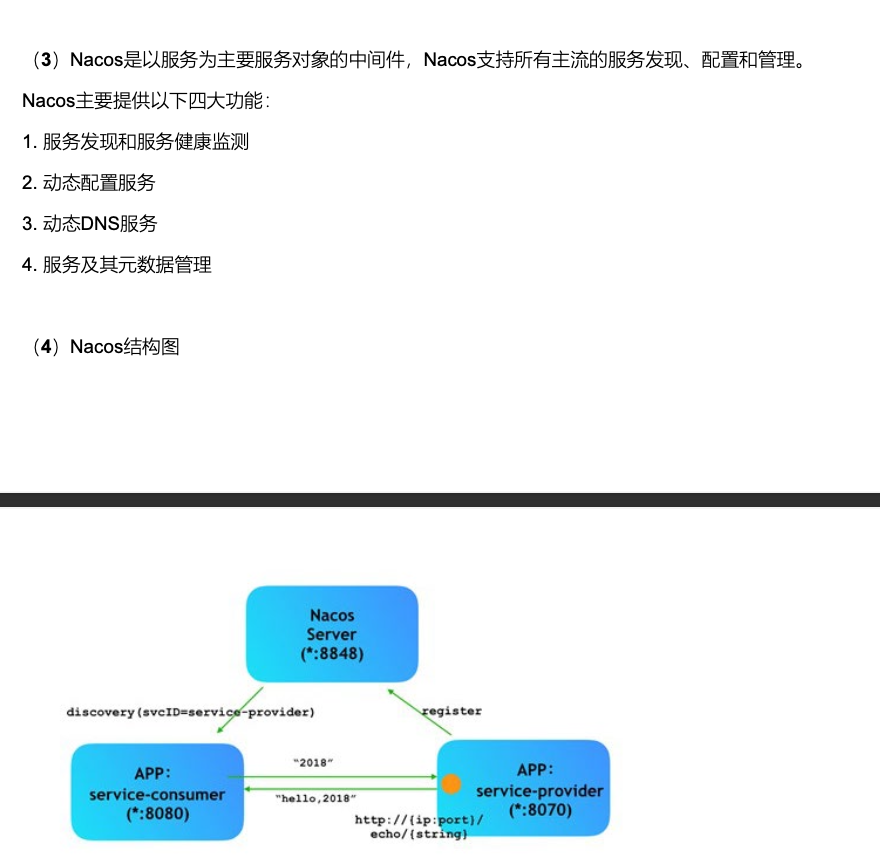 （3）Nacos是以服务为主要服务对象的中间件，Nacos支持所有主流的服务发现、配置和管理。
Nacos主要提供以下四大功能：
1. 服务发现和服务健康监测
2. 动态配置服务
3. 动态DNS服务
4. 服务及其元数据管理
（4）Nacos结构图
Nacos
Server
(*:8848)
discovery(svcID=service-provider)
register
APP:
service-consumer
(*:8080)
"2018"
"hello,2018"
http://{ip:port}/
echo/{string}
APP:
service-provider
(*:8070)